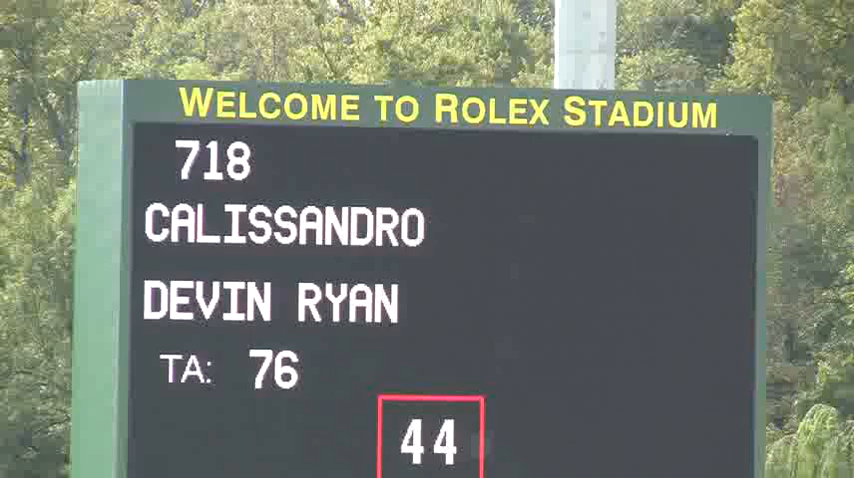 WELCOME TO ROLEX STADIUM
718
CALISSANDRO
DEVIN RYAN
TA: 76
44